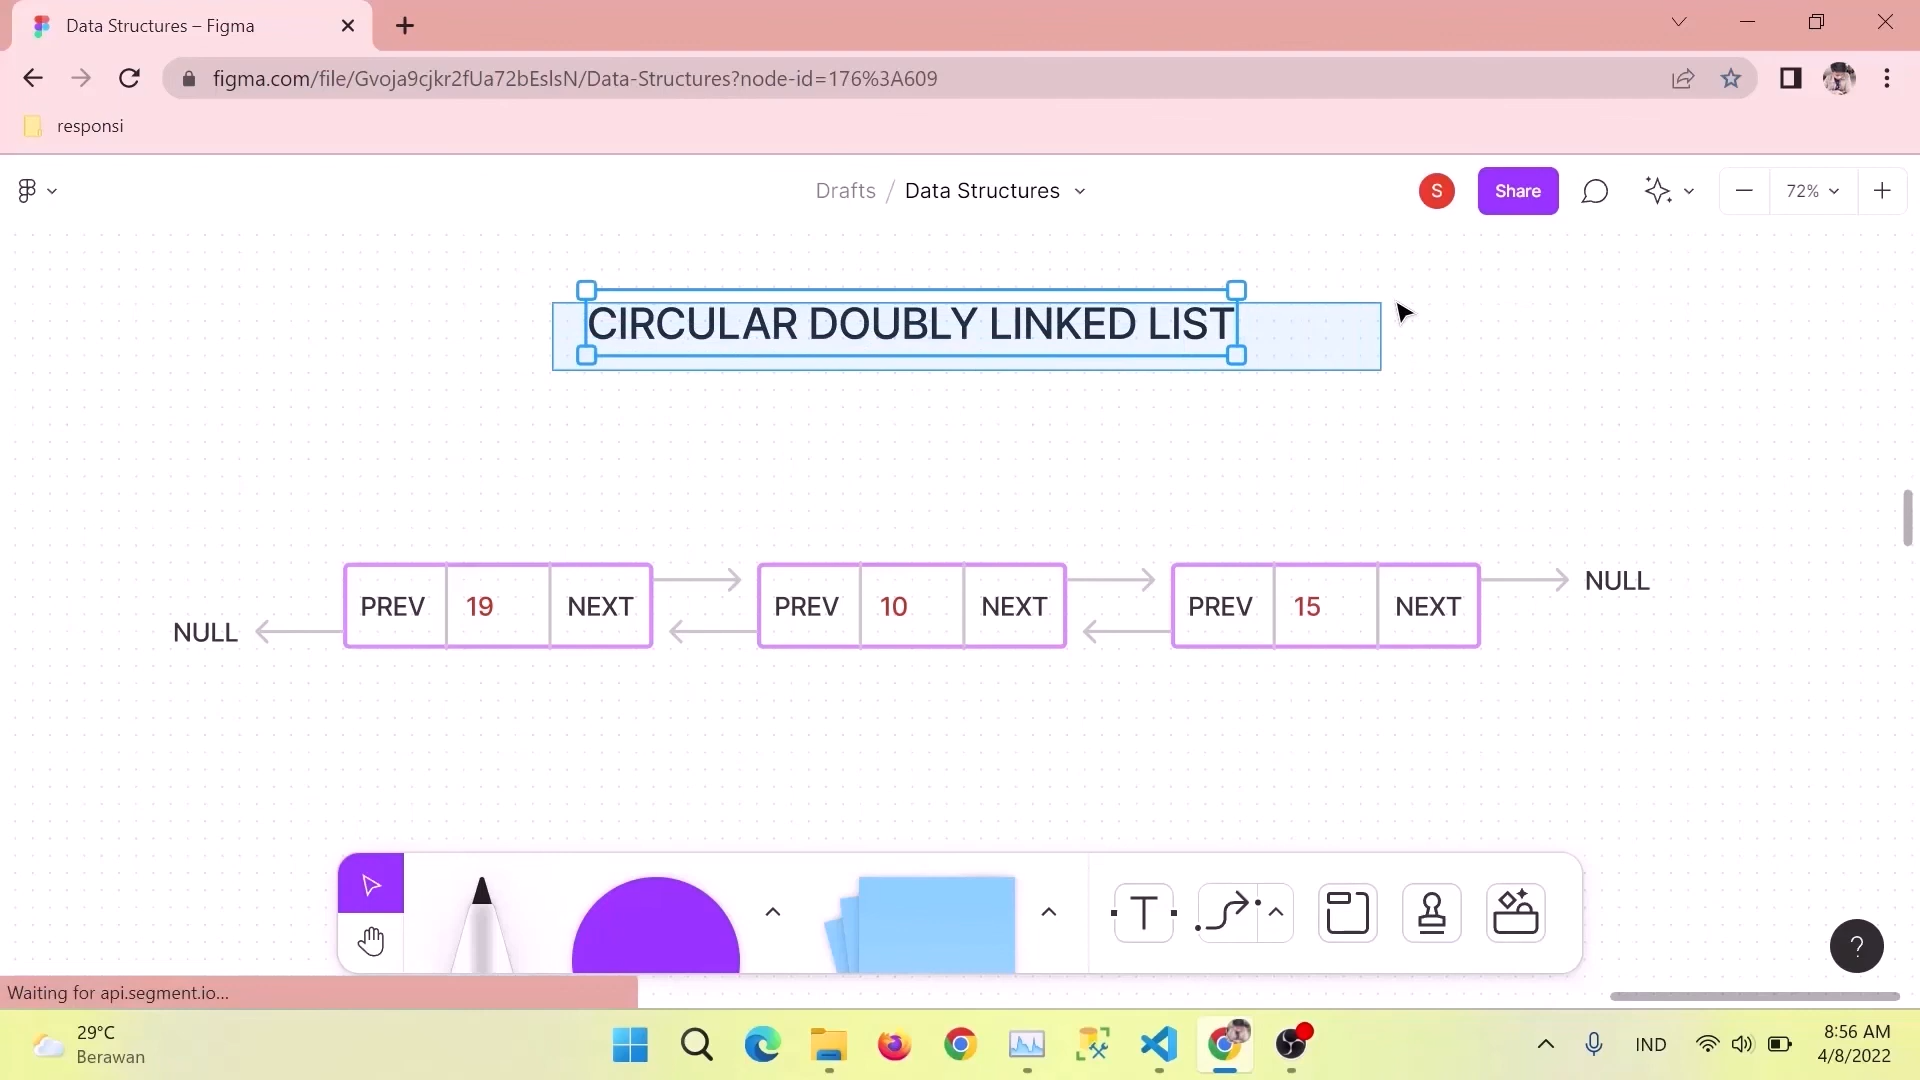 Data Structures – Figma
figma.com/file/Gvoja9cjkr2fUa72bEslsN/Data-Structures?node-id=176%3A609
responsi
Drafts / Data Structures
S
Share
72%
CIRCULAR DOUBLY LINKED LIST
PREV 19 NEXT
PREV 10 NEXT
PREV 15 NEXT
NULL
NULL
T
?
Waiting for api.segment.io...
29°C
Berawan
IND
8:56 AM
4/8/2022